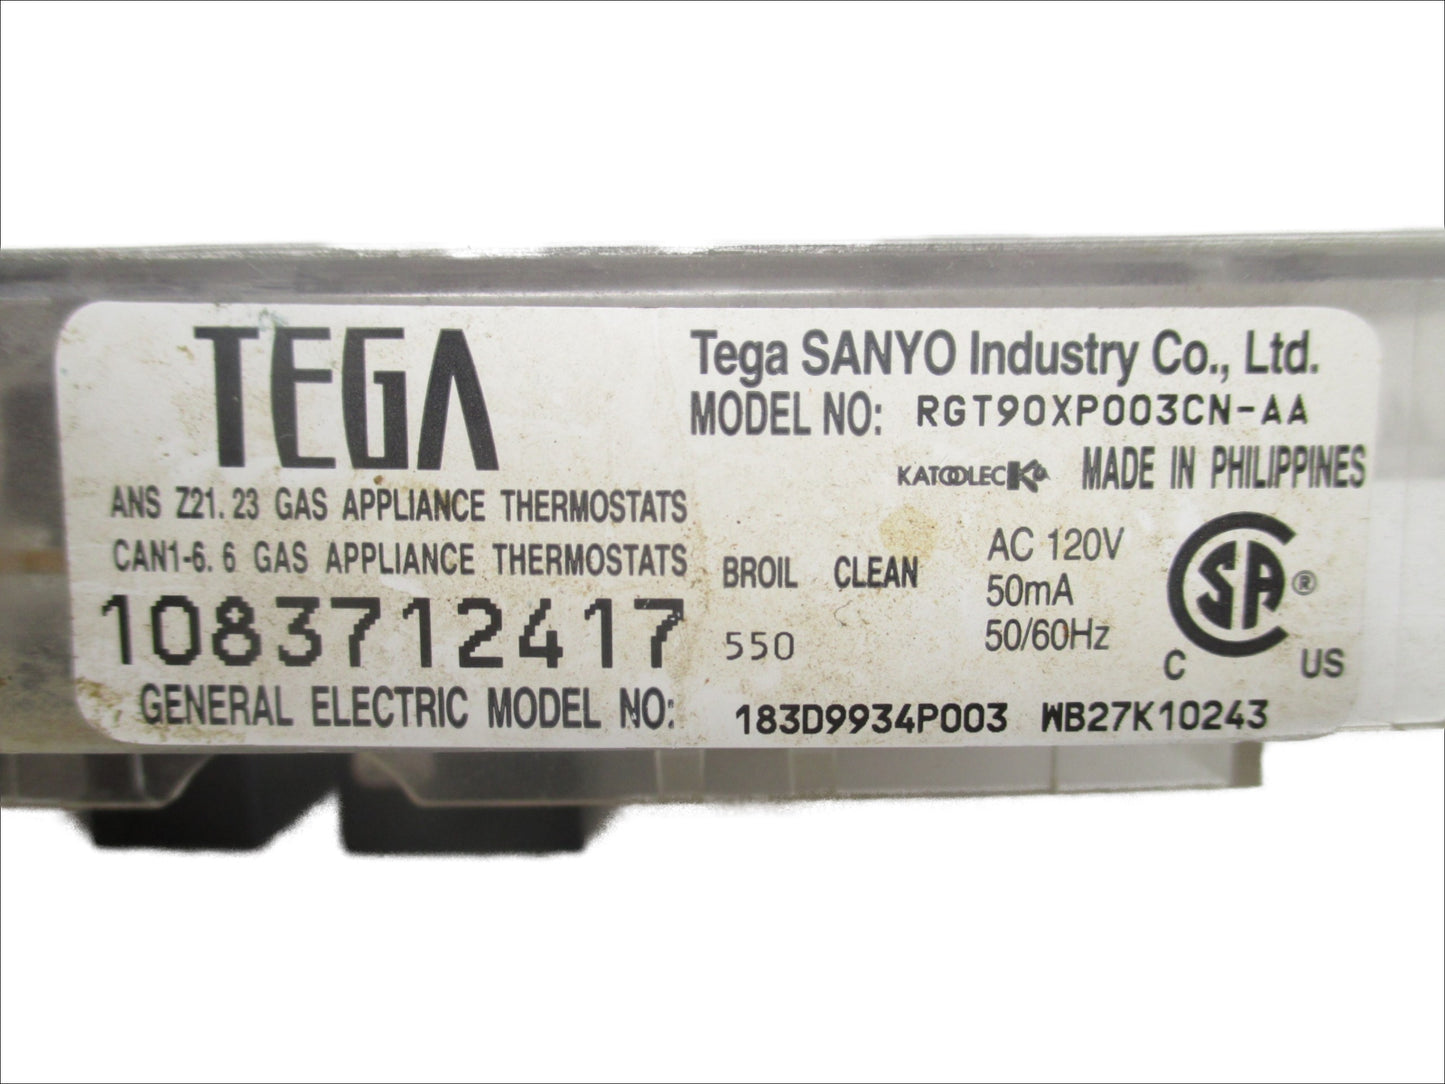 TEGA
Tega SANYO Industry Co., Ltd.
MODEL NO: RGT90XP003CN-AA
KATOOLEC Ko MADE IN PHILIPPINES
ANS Z21.23 GAS APPLIANCE THERMOSTATS
CAN1-6.6 GAS APPLIANCE THERMOSTATS
1083712417
BROIL CLEAN
550
AC 120V
50mA
50/60Hz
SA ®
C US
GENERAL ELECTRIC MODEL NO: 183D9934P003 WB27K10243